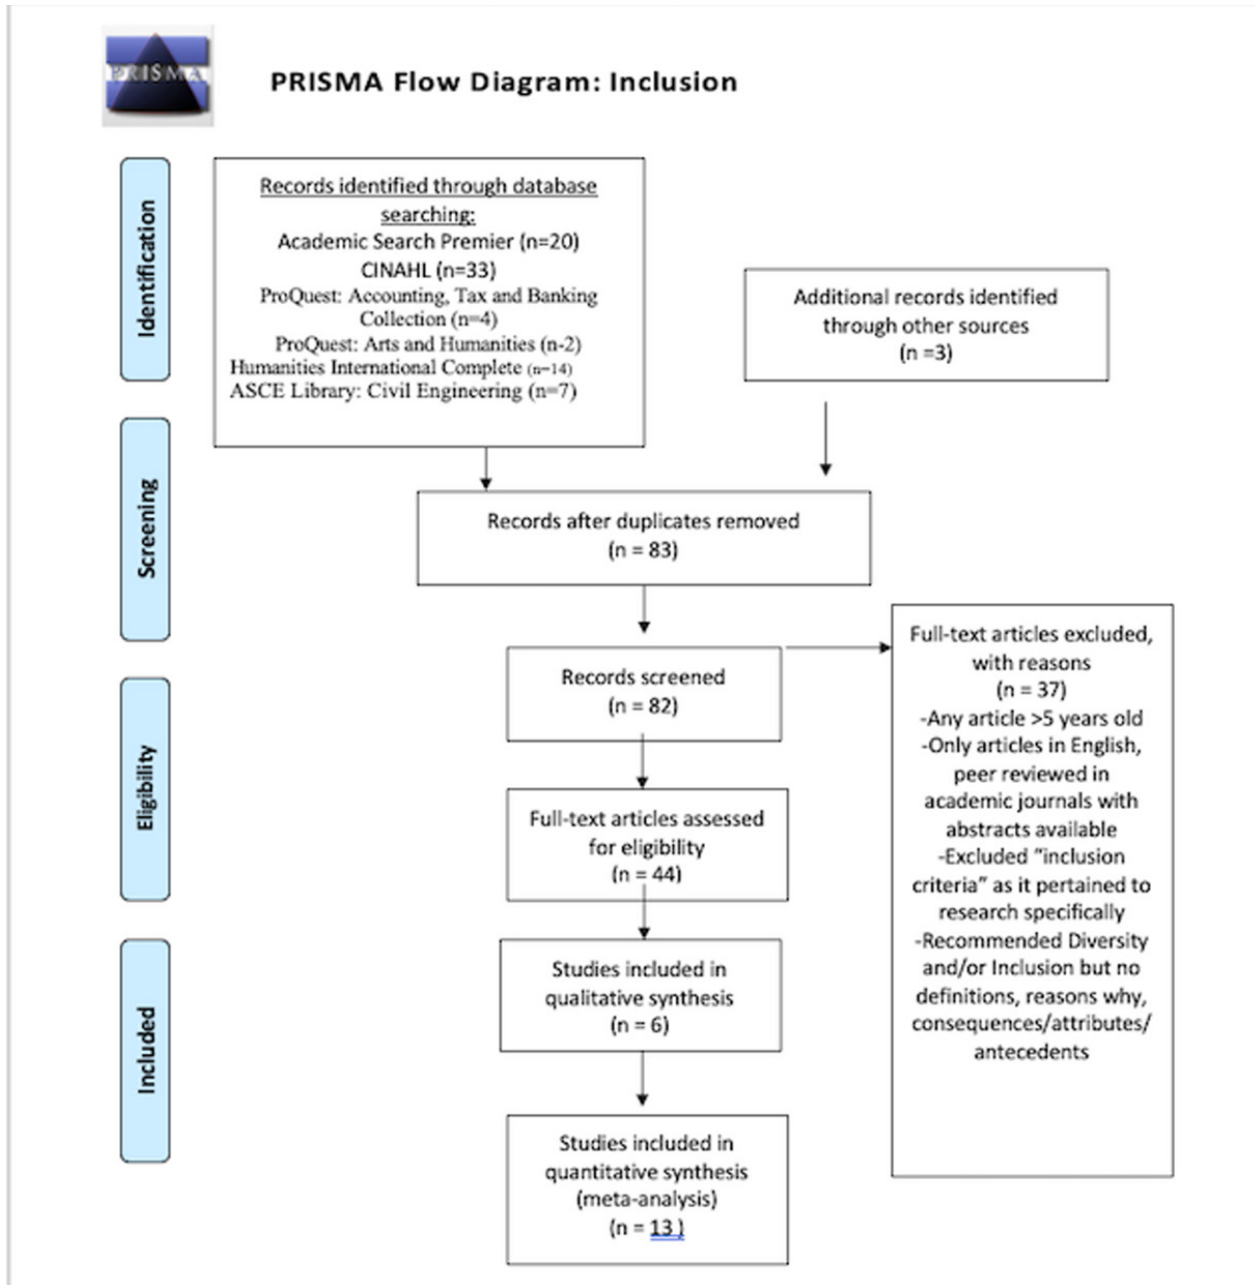 PRISMA
PRISMA Flow Diagram: Inclusion
Identification
Records identified through database
searching:
Academic Search Premier (n=20)
CINAHL (n=33)
ProQuest: Accounting, Tax and Banking
Collection (n=4)
ProQuest: Arts and Humanities (n-2)
Humanities International Complete (n=14)
ASCE Library: Civil Engineering (n=7)
Additional records identified
through other sources
(n =3)
Screening
Records after duplicates removed
(n = 83)
Records screened
(n = 82)
Full-text articles excluded,
with reasons
(n = 37)
-Any article >5 years old
-Only articles in English,
peer reviewed in
academic journals with
abstracts available
-Excluded "inclusion
criteria" as it pertained to
research specifically
-Recommended Diversity
and/or Inclusion but no
definitions, reasons why,
consequences/attributes/
antecedents
Eligibility
Full-text articles assessed
for eligibility
(n = 44)
Included
Studies included in
qualitative synthesis
(n = 6)
Studies included in
quantitative synthesis
(meta-analysis)
(n = 13 )